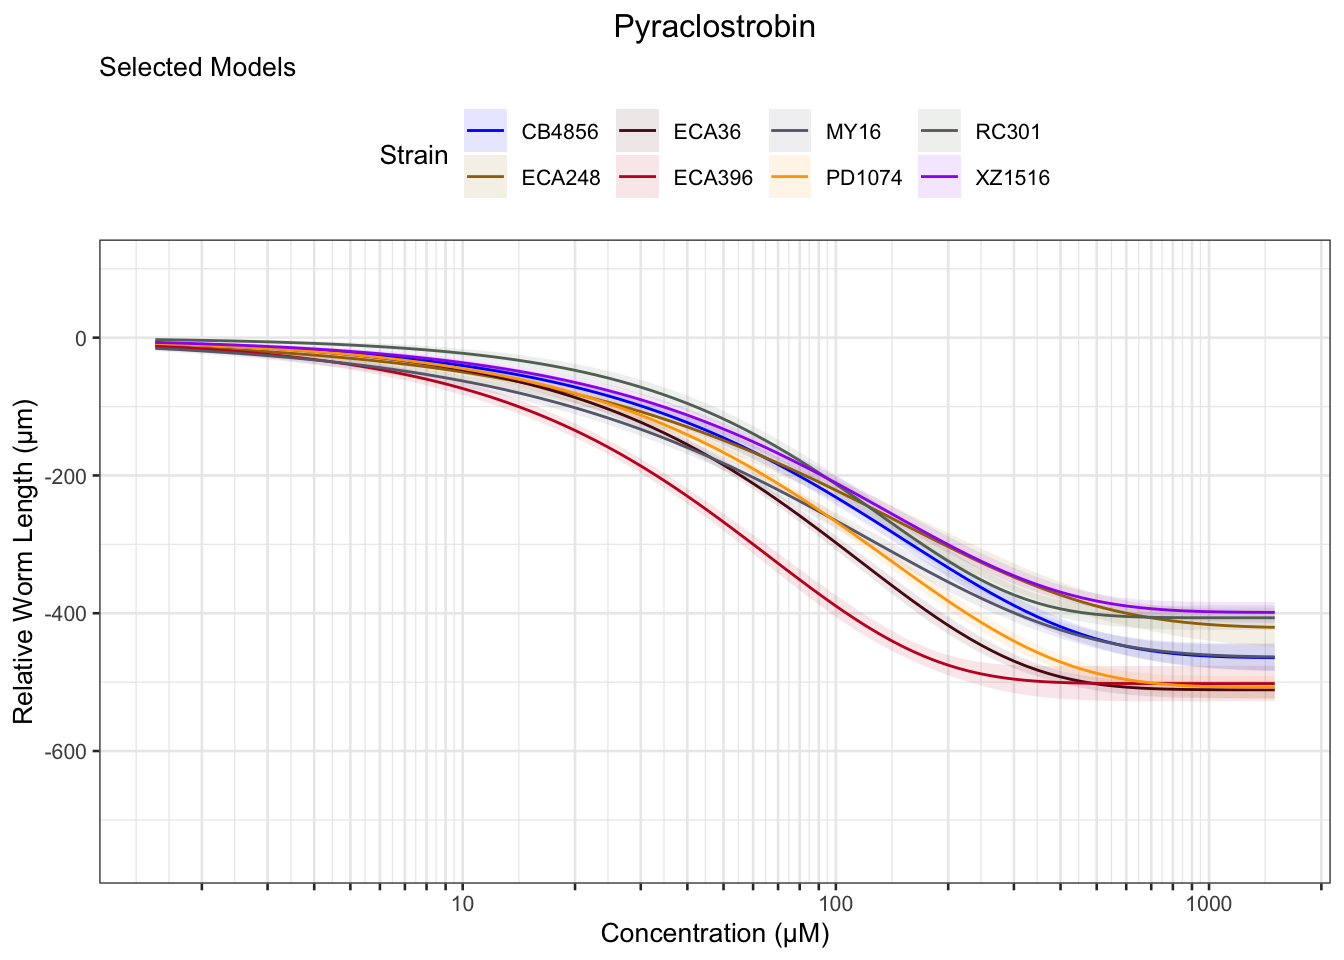 Pyraclostrobin
Selected Models
Strain
CB4856 ECA36 MY16 RC301
ECA248 ECA396 PD1074 XZ1516
Relative Worm Length (µm)
0
-200
-400
-600
10 100 1000
Concentration (µM)